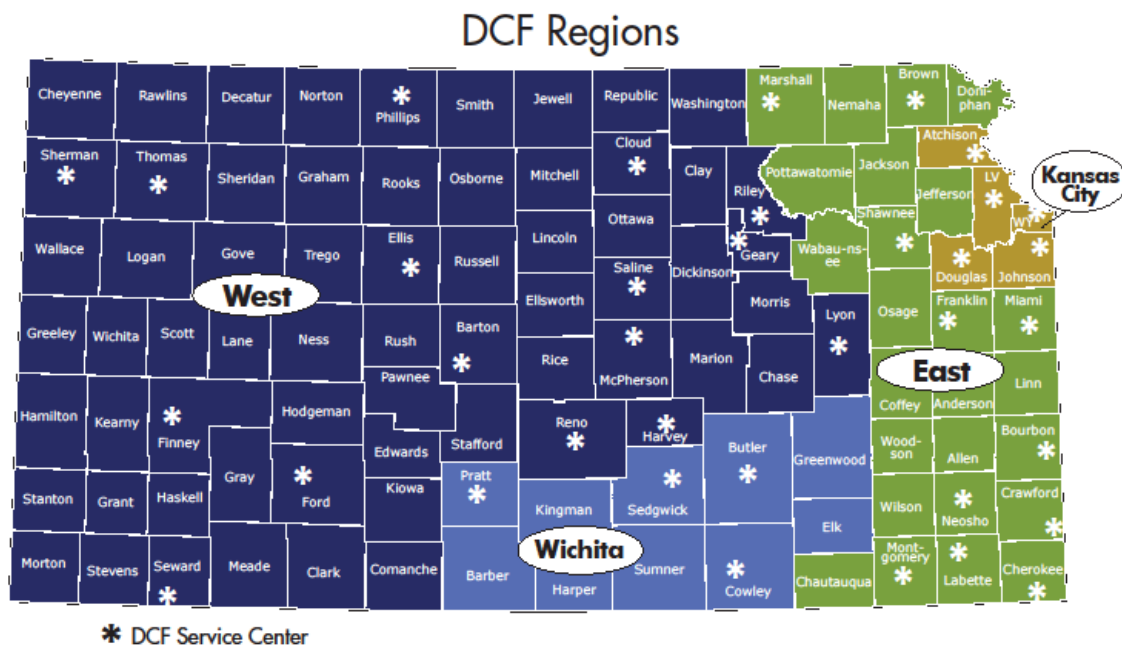 DCF Regions
Cheyenne
Rawlins
Decatur
Norton
Phillips
Smith
Jewell
Republic
Washington
Marshall
Nemaha
Brown
Doni-
phan
Sherman
Thomas
Sheridan
Graham
Rooks
Osborne
Mitchell
Cloud
Clay
Riley
Pottawatomie
Jackson
Atchison
Jefferson
LV
WY
Kansas
City
Wallace
Logan
Gove
Trego
Ellis
Russell
Lincoln
Ottawa
Saline
Dickinson
Geary
Wabau-ns-
ee
Shawnee
Douglas
Johnson
West
Greeley
Wichita
Scott
Lane
Ness
Rush
Barton
Ellsworth
Rice
McPherson
Marion
Morris
Chase
Lyon
Osage
Franklin
Miami
East
Hamilton
Kearny
Finney
Hodgeman
Pawnee
Edwards
Stafford
Reno
Harvey
Butler
Greenwood
Coffey
Anderson
Linn
Wood-
son
Allen
Bourbon
Stanton
Grant
Haskell
Gray
Ford
Kiowa
Pratt
Kingman
Sedgwick
Elk
Wilson
Neosho
Crawford
Morton
Stevens
Seward
Meade
Clark
Comanche
Barber
Wichita
Harper
Sumner
Cowley
Chautauqua
Mont-
gomery
Labette
Cherokee
* DCF Service Center